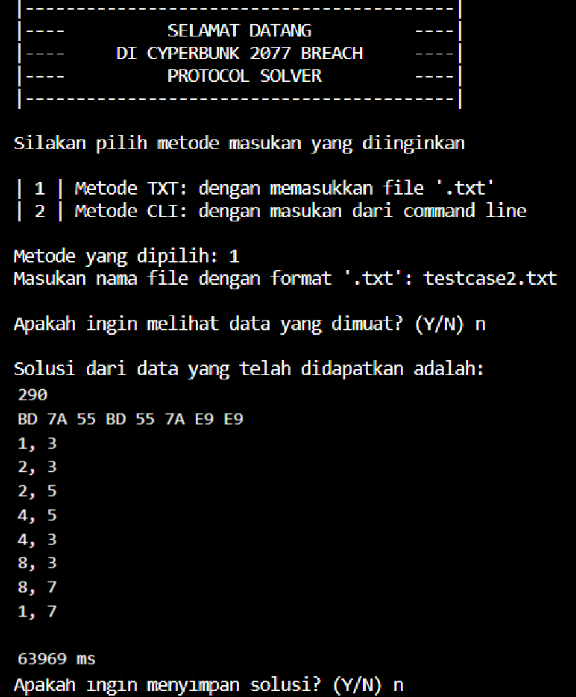 |------------------------------------------|
|----          SELAMAT DATANG          ----|
|----     DI CYPERBUNK 2077 BREACH     ----|
|----          PROTOCOL SOLVER         ----|
|------------------------------------------|
Silakan pilih metode masukan yang diinginkan
| 1 | Metode TXT: dengan memasukkan file '.txt'
| 2 | Metode CLI: dengan masukan dari command line
Metode yang dipilih: 1
Masukan nama file dengan format '.txt': testcase2.txt
Apakah ingin melihat data yang dimuat? (Y/N) n
Solusi dari data yang telah didapatkan adalah:
290
BD 7A 55 BD 55 7A E9 E9
1, 3
2, 3
2, 5
4, 5
4, 3
8, 3
8, 7
1, 7
63969 ms
Apakah ingin menyimpan solusi? (Y/N) n